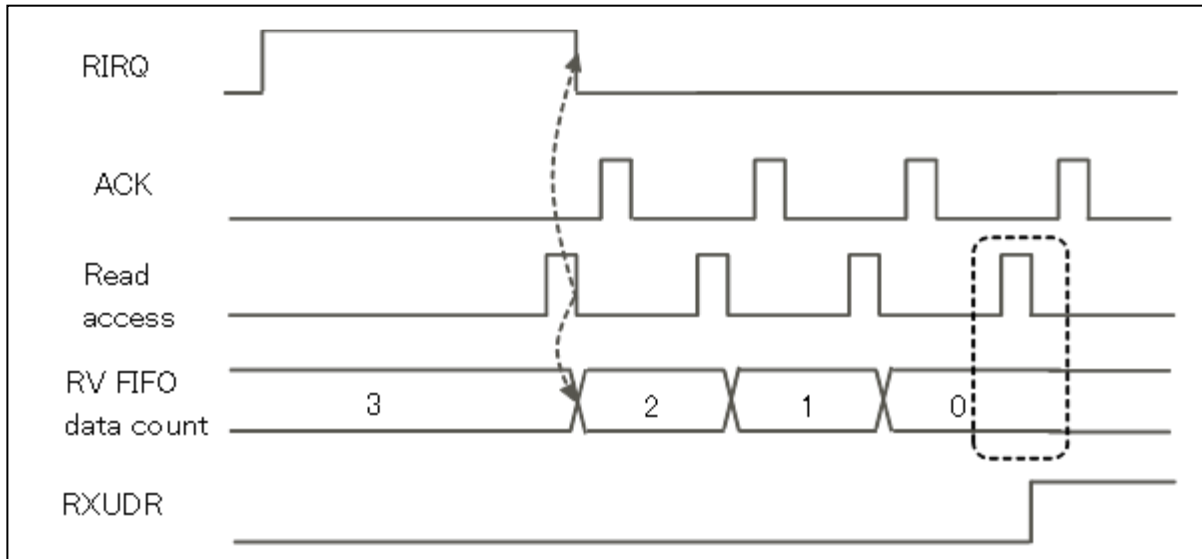 RIRQ
ACK
Read
access
RV FIFO
data count
3
2
1
0
RXUDR